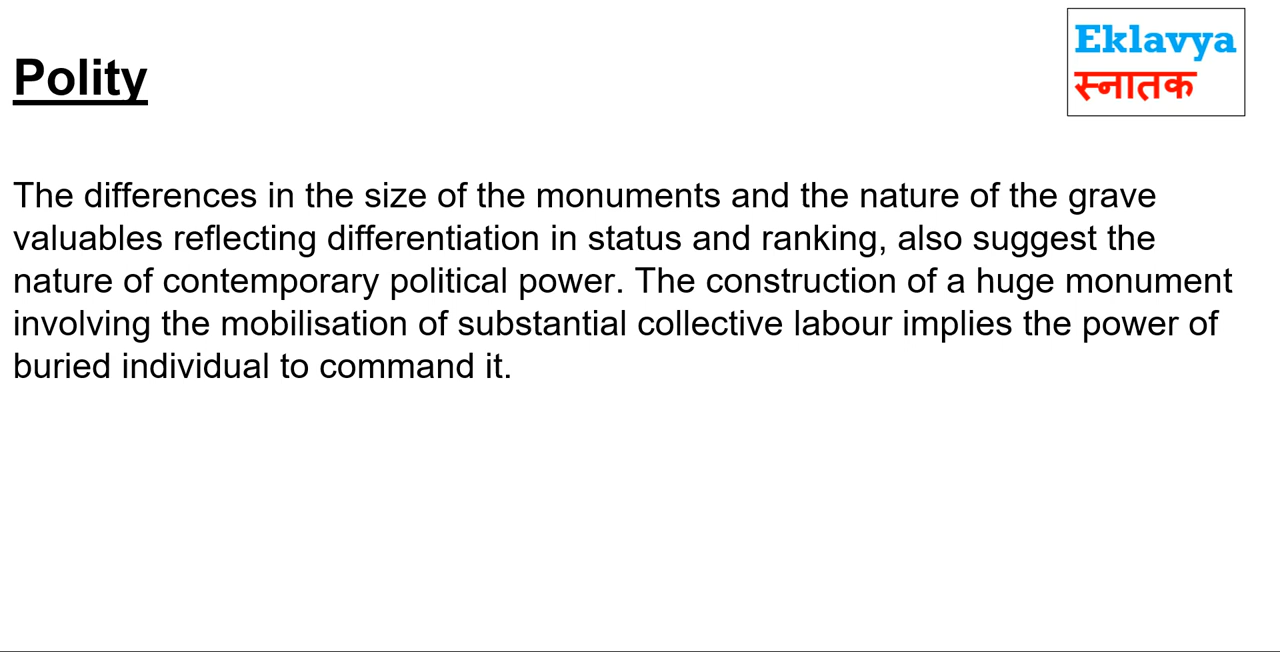 Eklavya
स्नातक
Polity
The differences in the size of the monuments and the nature of the grave
valuables reflecting differentiation in status and ranking, also suggest the
nature of contemporary political power. The construction of a huge monument
involving the mobilisation of substantial collective labour implies the power of
buried individual to command it.